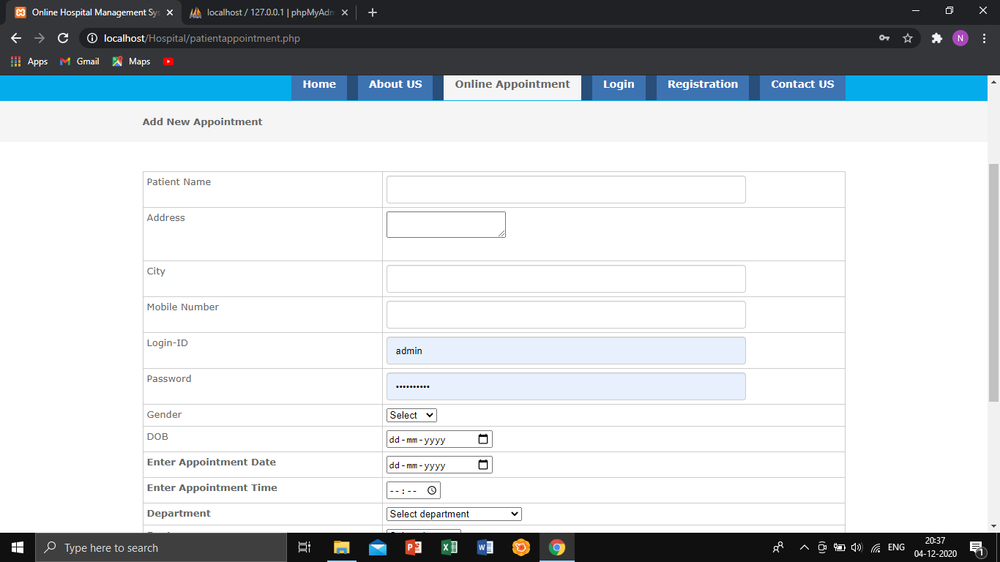 Online Hospital Management Sys
localhost / 127.0.0.1 | phpMyAdm
localhost/Hospital/patientappointment.php
N
Apps Gmail Maps
Home About US Online Appointment Login Registration Contact US
Add New Appointment
Patient Name
Address
City
Mobile Number
Login-ID admin
Password ••••••••••
Gender Select
DOB dd-mm-yyyy
Enter Appointment Date dd-mm-yyyy
Enter Appointment Time --:--
Department Select department
Type here to search
ENG
20:37
04-12-2020
1